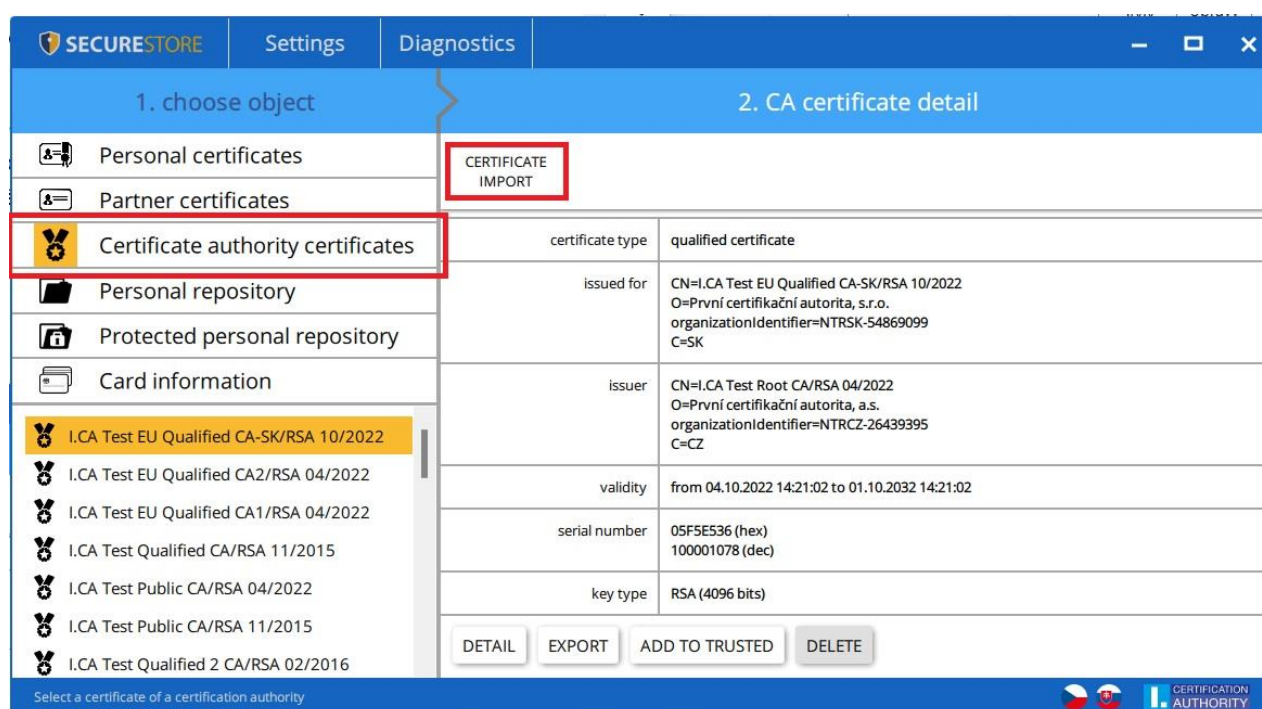 SECURESTORE
Settings
Diagnostics
1. choose object
2. CA certificate detail
Personal certificates
Partner certificates
Certificate authority certificates
Personal repository
Protected personal repository
Card information
I.CA Test EU Qualified CA-SK/RSA 10/2022
I.CA Test EU Qualified CA2/RSA 04/2022
I.CA Test EU Qualified CA1/RSA 04/2022
I.CA Test Qualified CA/RSA 11/2015
I.CA Test Public CA/RSA 04/2022
I.CA Test Public CA/RSA 11/2015
I.CA Test Qualified 2 CA/RSA 02/2016
CERTIFICATE
IMPORT
certificate type qualified certificate
issued for CN=I.CA Test EU Qualified CA-SK/RSA 10/2022
O=První certifikační autorita, s.r.o.
organizationIdentifier=NTRSK-54869099
C=SK
issuer CN=I.CA Test Root CA/RSA 04/2022
O=První certifikační autorita, a.s.
organizationIdentifier=NTRCZ-26439395
C=CZ
validity from 04.10.2022 14:21:02 to 01.10.2032 14:21:02
serial number 05F5E536 (hex)
100001078 (dec)
key type RSA (4096 bits)
DETAIL
EXPORT
ADD TO TRUSTED
DELETE
Select a certificate of a certification authority
I. CERTIFICATION
AUTHORITY